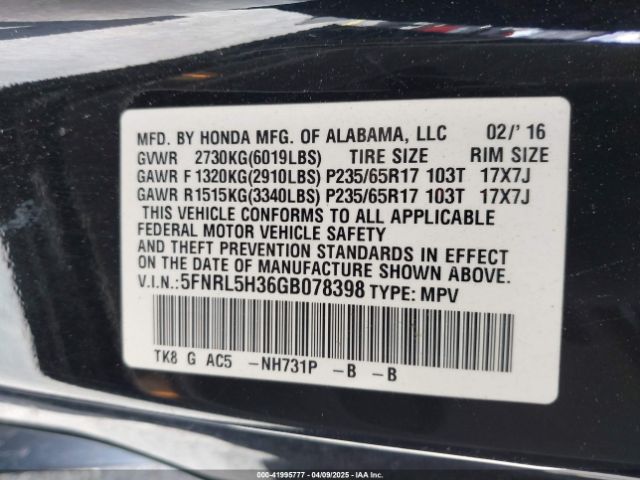 MFD. BY HONDA MFG. OF ALABAMA, LLC 02/' 16
GVWR 2730KG(6019LBS) TIRE SIZE RIM SIZE
GAWR F 1320KG(2910LBS) P235/65R17 103T 17X7J
GAWR R1515KG(3340LBS) P235/65R17 103T 17X7J
THIS VEHICLE CONFORMS TO ALL APPLICABLE
FEDERAL MOTOR VEHICLE SAFETY
AND THEFT PREVENTION STANDARDS IN EFFECT
ON THE DATE OF MANUFACTURE SHOWN ABOVE.
V.I.N.:5FNRL5H36GB078398 TYPE: MPV
TK8 G AC5 -NH731P -B -B
000-41995777 - 04/09/2025 - IAA Inc.